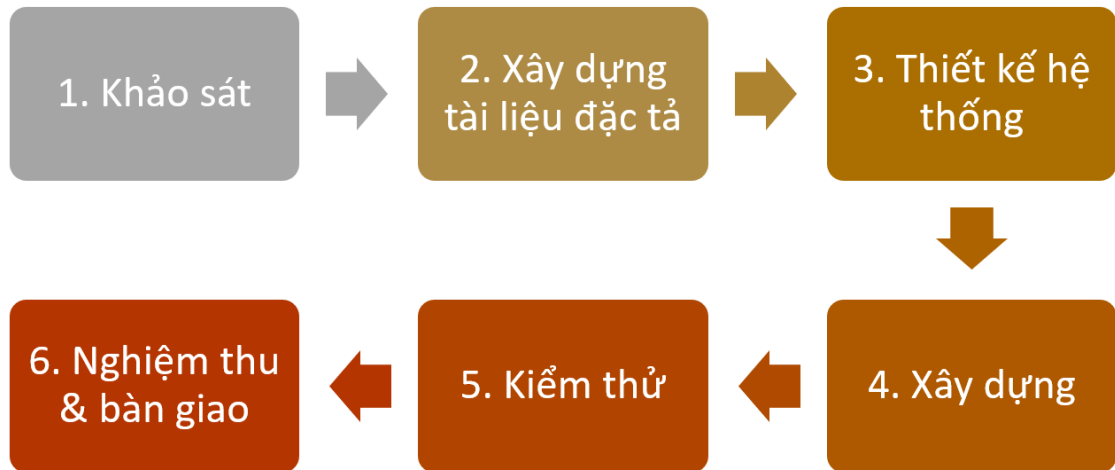 1. Khảo sát
2. Xây dựng
tài liệu đặc tả
3. Thiết kế hệ
thống
4. Xây dựng
5. Kiểm thử
6. Nghiệm thu
& bàn giao